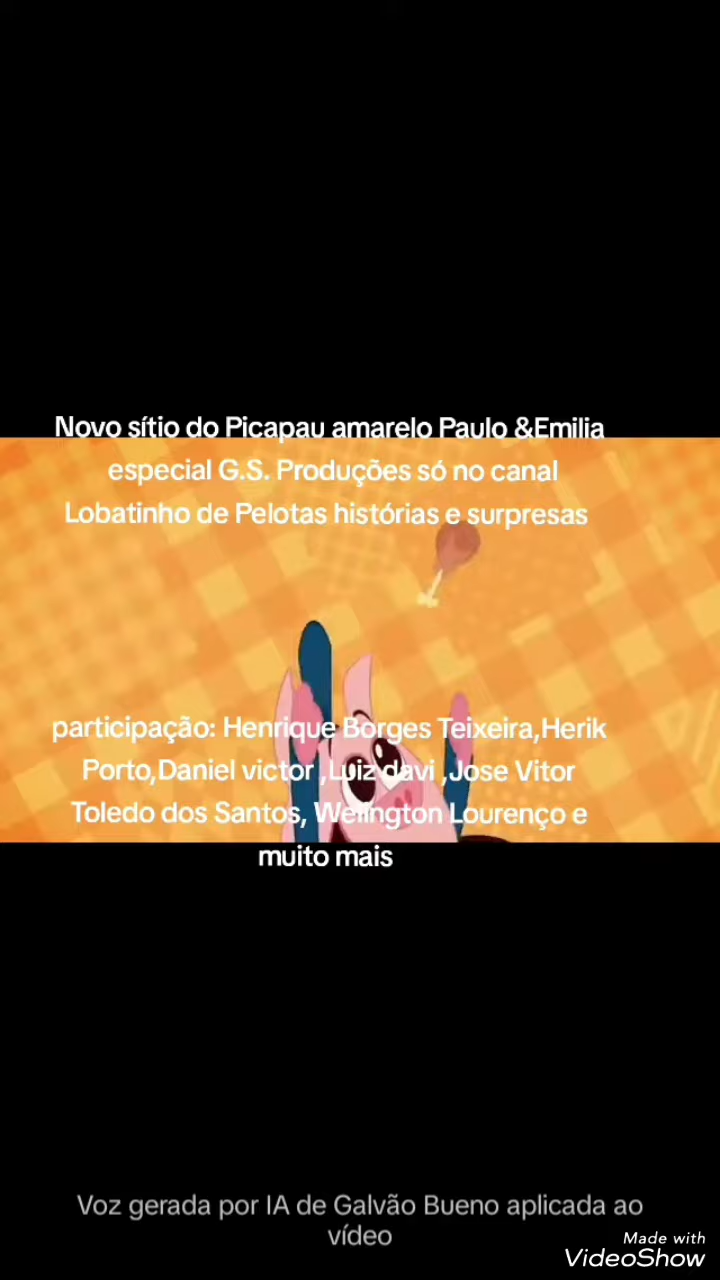 Novo sítio do Picapau amarelo Paulo &Emilia
especial G.S. Produções só no canal
Lobatinho de Pelotas histórias e surpresas
participação: Henrique Borges Teixeira,Herik
Porto,Daniel victor ,Luiz davi ,Jose Vitor
Toledo dos Santos, Welington Lourenço e
muito mais
Voz gerada por IA de Galvão Bueno aplicada ao
vídeo
Made with
VideoShow